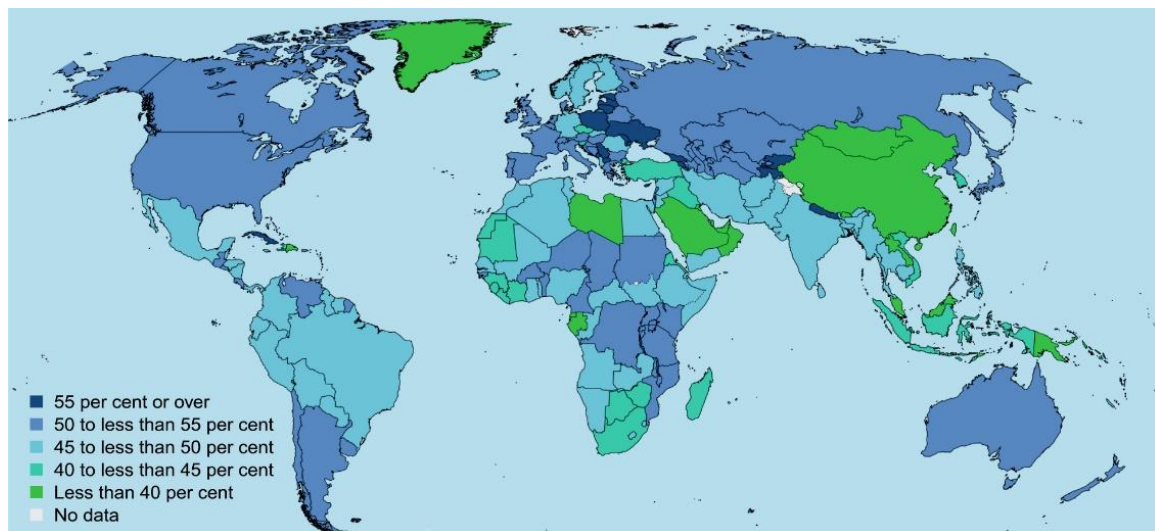 55 per cent or over
50 to less than 55 per cent
45 to less than 50 per cent
40 to less than 45 per cent
Less than 40 per cent
No data